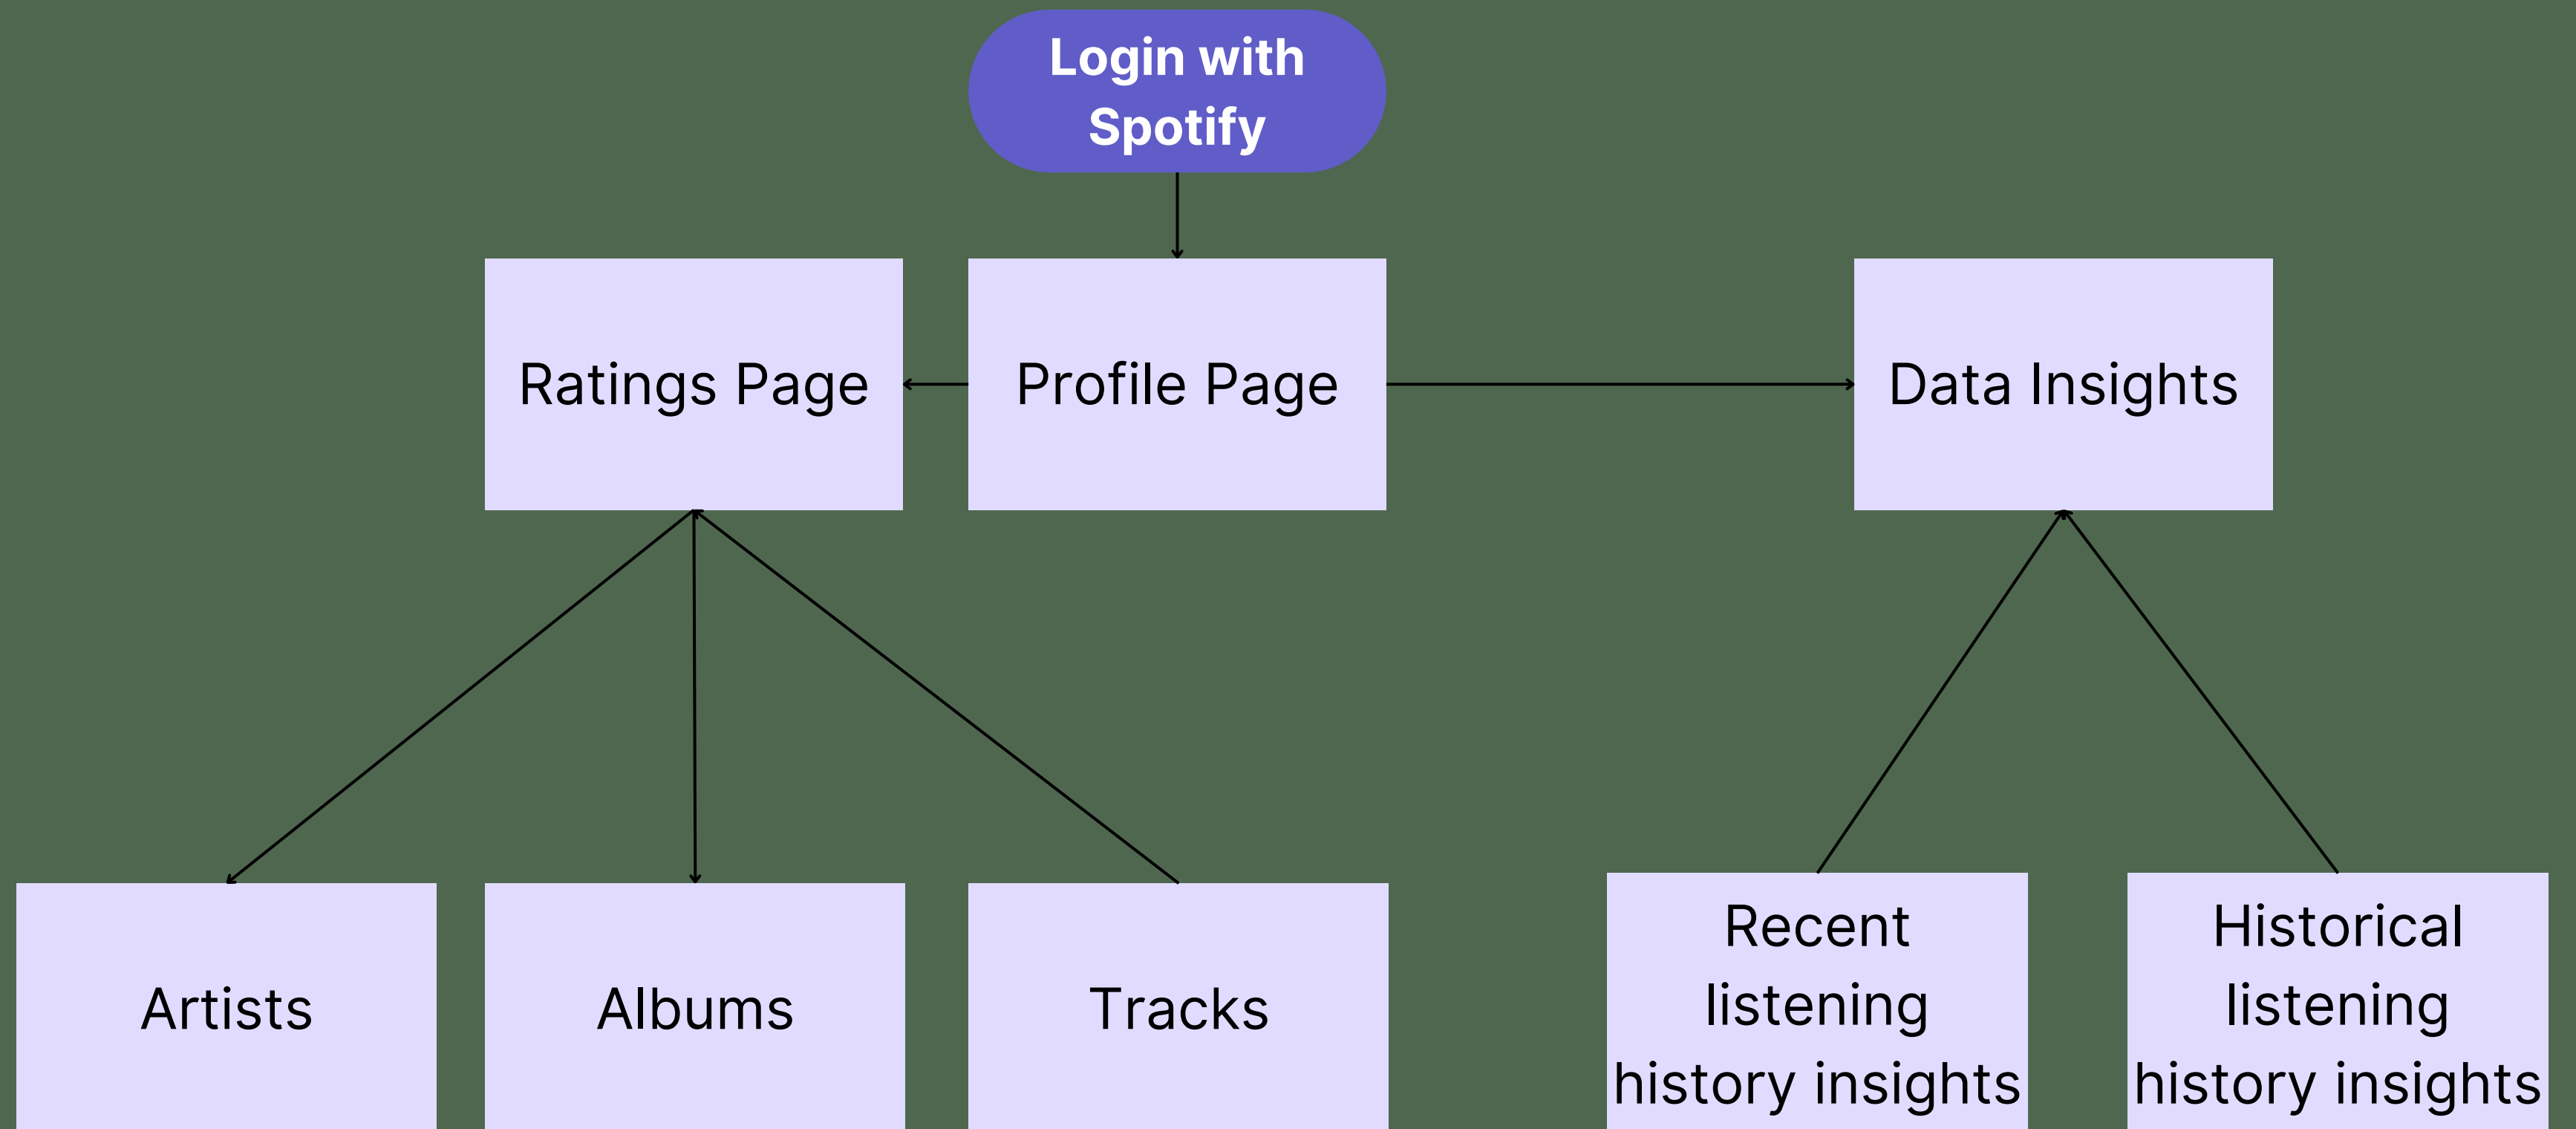 Login with
Spotify
Ratings Page
Profile Page
Data Insights
Artists
Albums
Tracks
Recent
listening
history insights
Historical
listening
history insights